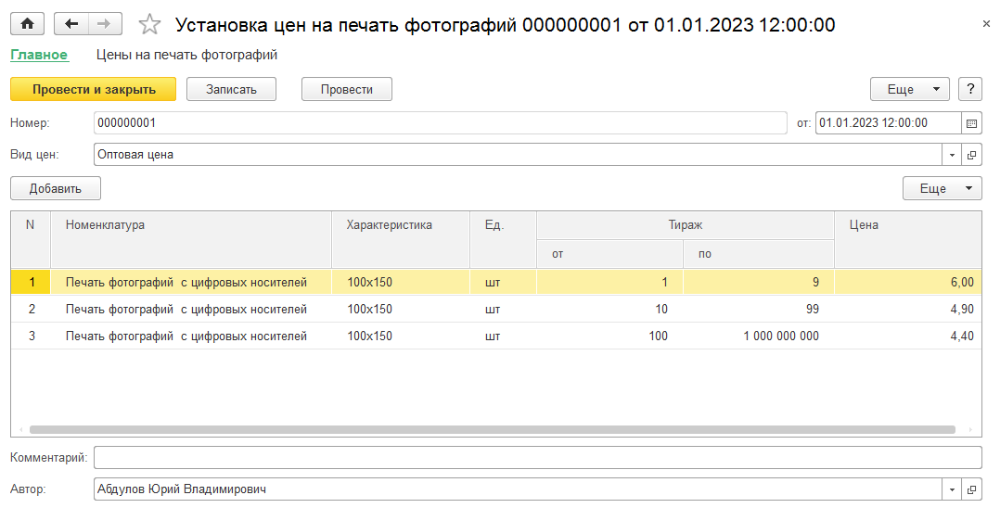 Установка цен на печать фотографий 000000001 от 01.01.2023 12:00:00
Главное Цены на печать фотографий
Провести и закрыть Записать Провести Еще ?
Номер: 000000001 от: 01.01.2023 12:00:00
Вид цен: Оптовая цена
Добавить Еще
N Номенклатура Характеристика Ед. Тираж Цена
от по
1 Печать фотографий с цифровых носителей 100x150 шт 1 9 6,00
2 Печать фотографий с цифровых носителей 100x150 шт 10 99 4,90
3 Печать фотографий с цифровых носителей 100x150 шт 100 1 000 000 000 4,40
Комментарий:
Автор: Абдулов Юрий Владимирович